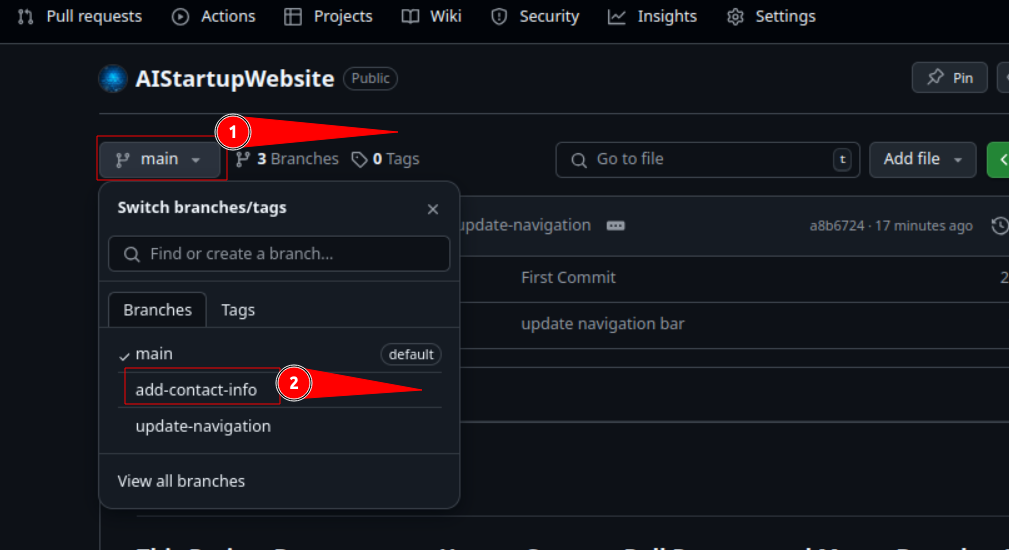 Pull requests Actions Projects Wiki Security Insights Settings
AIStartupWebsite Public Pin
1
main 3 Branches 0 Tags Go to file t Add file
Switch branches/tags
update-navigation a8b6724 · 17 minutes ago
Find or create a branch...
First Commit 2
Branches Tags
update navigation bar
main default
add-contact-info 2
update-navigation
View all branches